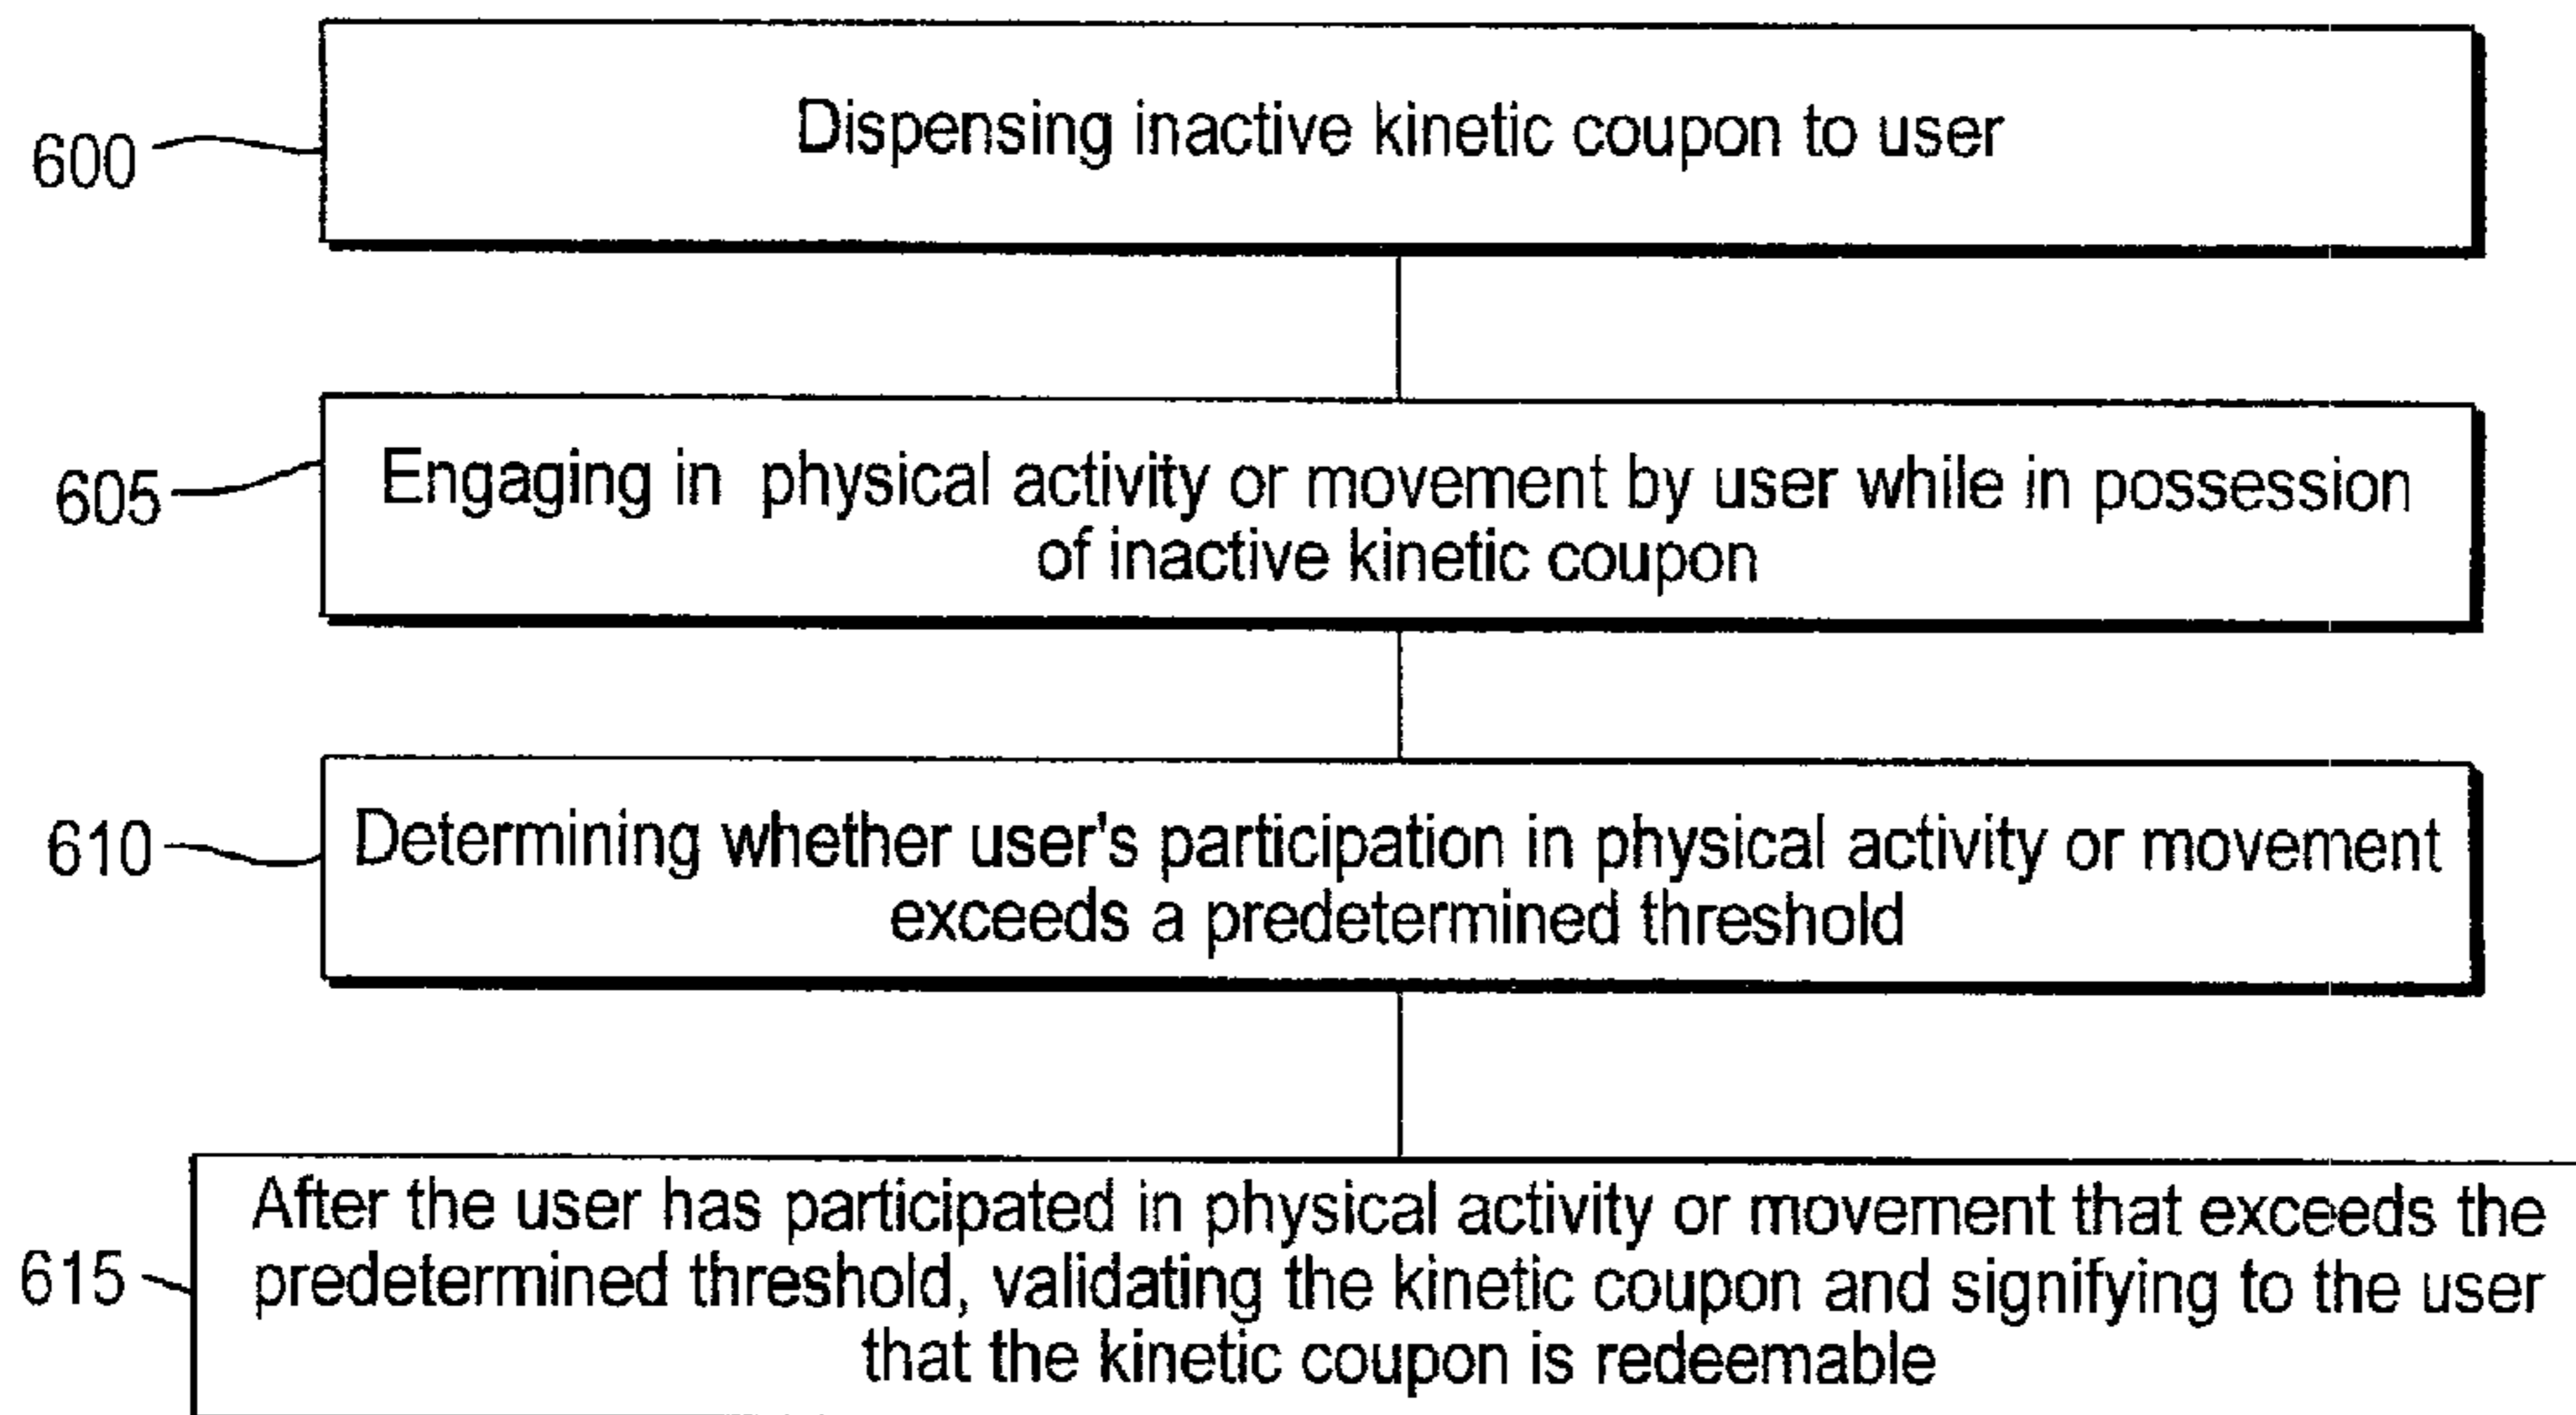 600
Dispensing inactive kinetic coupon to user
605
Engaging in physical activity or movement by user while in possession
of inactive kinetic coupon
610
Determining whether user's participation in physical activity or movement
exceeds a predetermined threshold
615
After the user has participated in physical activity or movement that exceeds the
predetermined threshold, validating the kinetic coupon and signifying to the user
that the kinetic coupon is redeemable